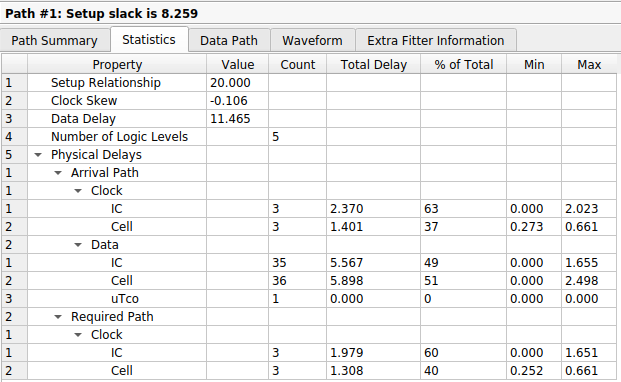 Path #1: Setup slack is 8.259
Path Summary Statistics Data Path Waveform Extra Fitter Information
Property Value Count Total Delay % of Total Min Max
1 Setup Relationship 20.000
2 Clock Skew -0.106
3 Data Delay 11.465
4 Number of Logic Levels 5
5 Physical Delays
1 Arrival Path
1 Clock
1 IC 3 2.370 63 0.000 2.023
2 Cell 3 1.401 37 0.273 0.661
2 Data
1 IC 35 5.567 49 0.000 1.655
2 Cell 36 5.898 51 0.000 2.498
3 uTco 1 0.000 0 0.000 0.000
2 Required Path
1 Clock
1 IC 3 1.979 60 0.000 1.651
2 Cell 3 1.308 40 0.252 0.661